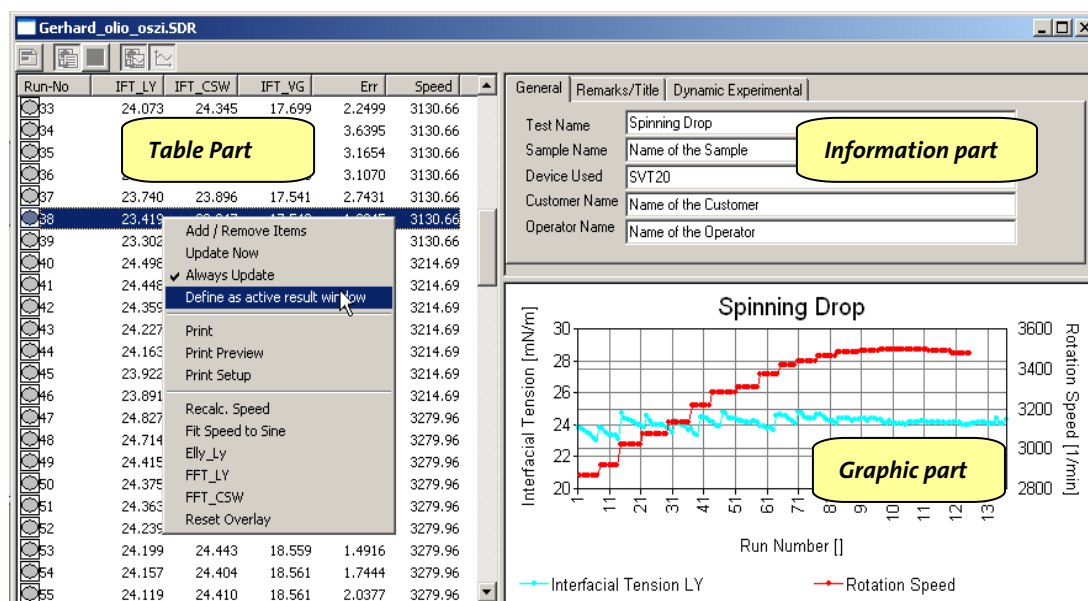 Gerhard_olio_oszi.SDR
Run-No IFT_LY IFT_CSW IFT_VG Err Speed
33 24.073 24.345 17.699 2.2499 3130.66
34 3.6395 3130.66
35 3.1654 3130.66
36 3.1070 3130.66
37 23.740 23.896 17.541 2.7431 3130.66
38 23.419 3130.66
39 23.302 3130.66
40 24.498 3214.69
41 24.448 3214.69
42 24.359 3214.69
43 24.227 3214.69
44 24.163 3214.69
45 23.922 3214.69
46 23.891 3214.69
47 24.827 3279.96
48 24.714 3279.96
49 24.415 3279.96
50 24.375 3279.96
51 24.363 3279.96
52 24.239 3279.96
53 24.199 24.443 18.559 1.4916 3279.96
54 24.157 24.404 18.561 1.7444 3279.96
55 24.119 24.410 18.561 2.0377 3279.96
Table Part
Add / Remove Items
Update Now
Always Update
Define as active result window
Print
Print Preview
Print Setup
Recalc. Speed
Fit Speed to Sine
Elly_Ly
FFT_LY
FFT_CSW
Reset Overlay
General Remarks/Title Dynamic Experimental
Test Name Spinning Drop
Sample Name Name of the Sample
Device Used SVT20
Customer Name Name of the Customer
Operator Name Name of the Operator
Information part
Spinning Drop
Interfacial Tension [mN/m]
30
28
26
24
22
20
3600
3400
3200
3000
2800
Rotation Speed [1/min]
Graphic part
1 11 21 31 41 51 61
Run Number []
Interfacial Tension LY Rotation Speed